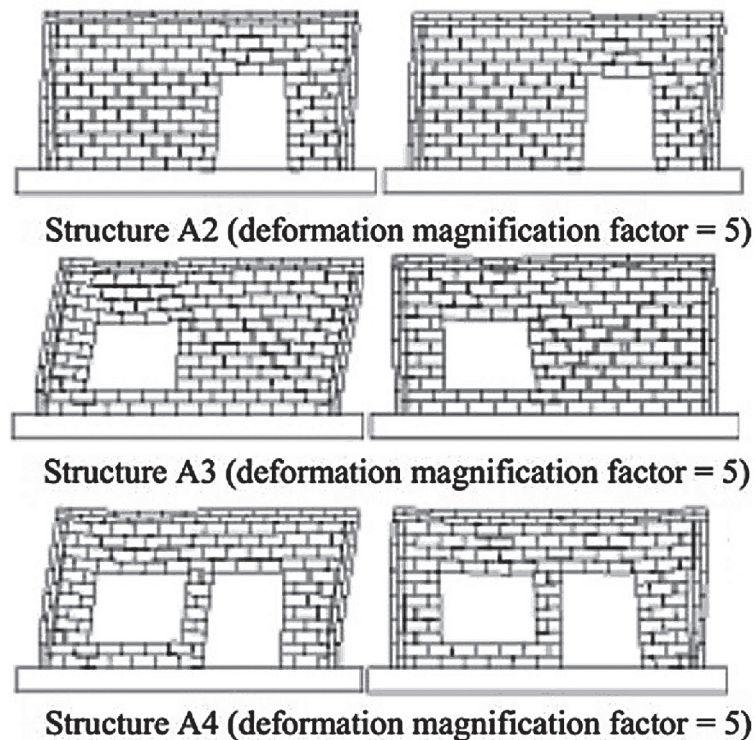 Structure A2 (deformation magnification factor = 5)
Structure A3 (deformation magnification factor = 5)
Structure A4 (deformation magnification factor = 5)